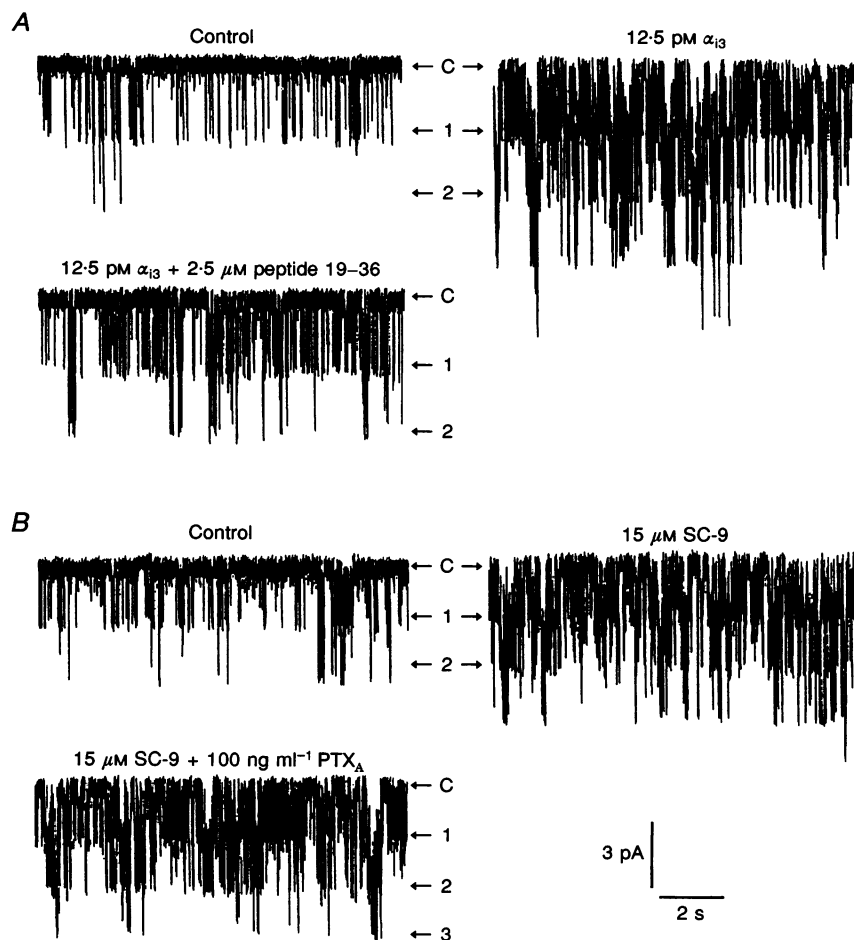 A
Control
12·5 pM αi3
← C →
← 1 →
← 2 →
12·5 pM αi3 + 2·5 μM peptide 19–36
← C
← 1
← 2
B
Control
15 μM SC-9
← C →
← 1 →
← 2 →
15 μM SC-9 + 100 ng ml⁻¹ PTXA
← C
← 1
← 2
← 3
3 pA
2 s